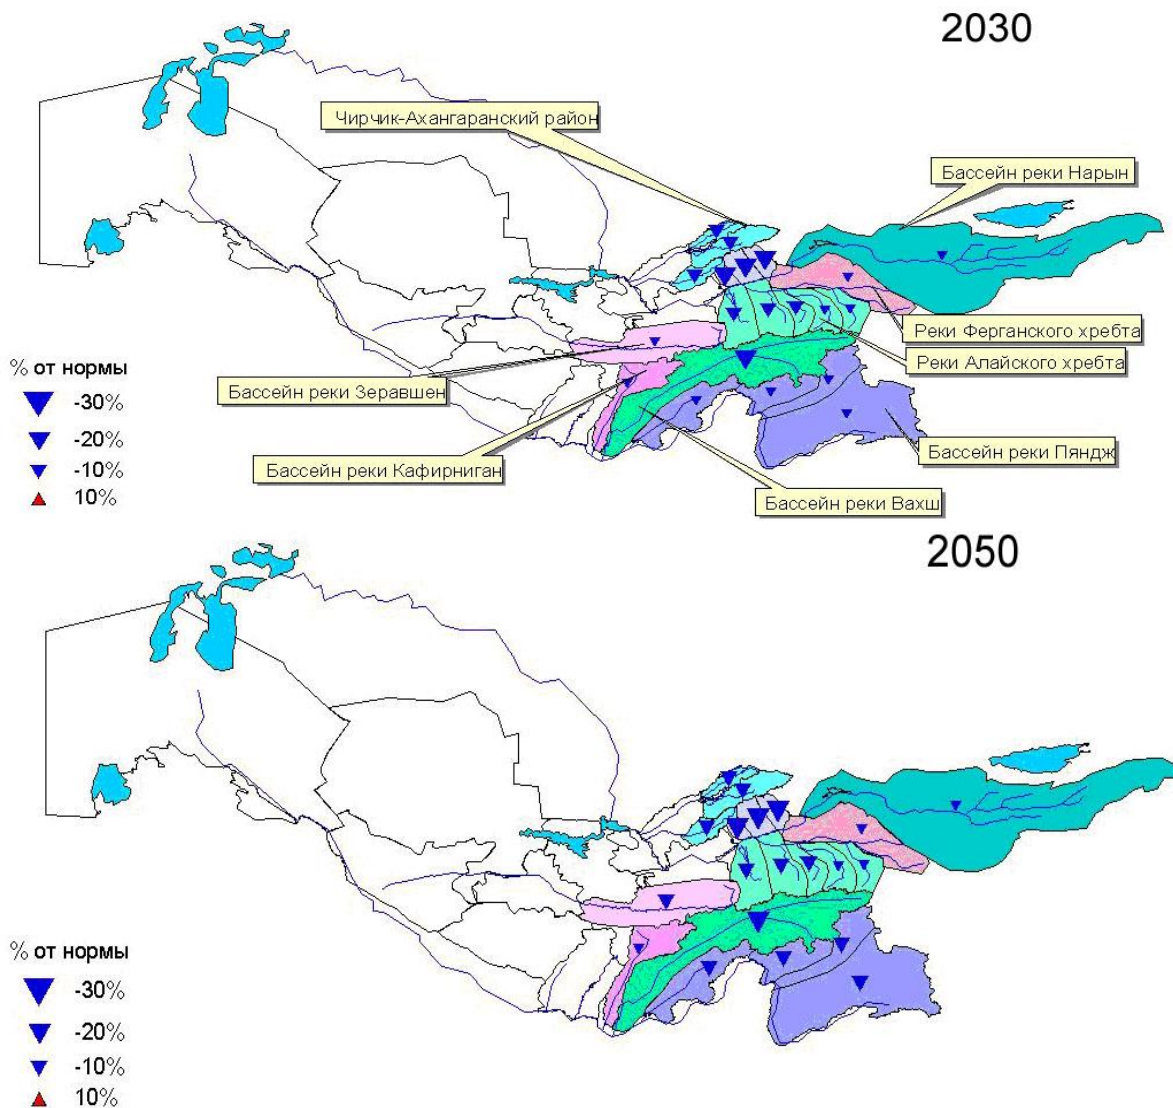 2030
Чирчик-Ахангаранский район
Бассейн реки Нарын
Реки Ферганского хребта
Реки Алайского хребта
% от нормы
-30%
-20%
-10%
10%
Бассейн реки Зеравшен
Бассейн реки Кафирниган
Бассейн реки Пяндж
Бассейн реки Вахш
2050
% от нормы
-30%
-20%
-10%
10%